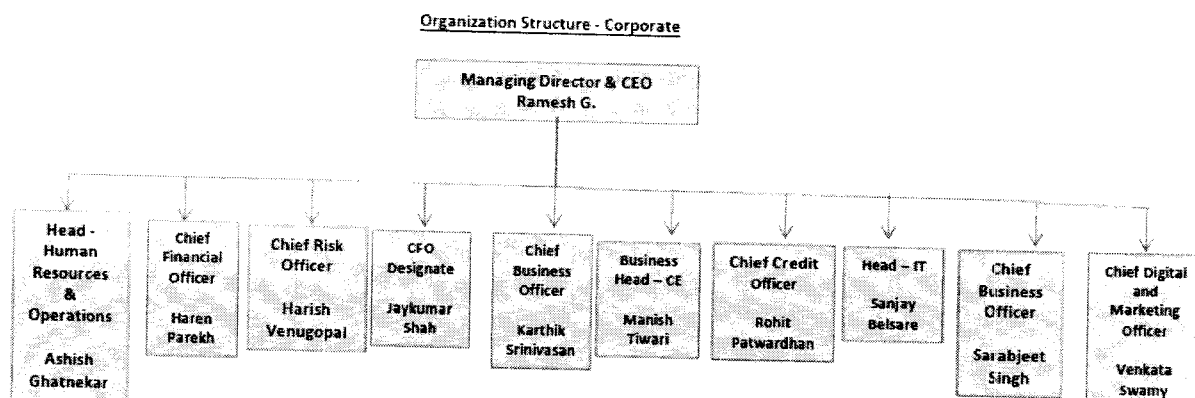 Organization Structure - Corporate
Managing Director & CEO
Ramesh G.
Head -
Human
Resources
&
Operations
Ashish
Ghatnekar
Chief
Financial
Officer
Haren
Parekh
Chief Risk
Officer
Harish
Venugopal
CFO
Designate
Jaykumar
Shah
Chief
Business
Officer
Karthik
Srinivasan
Business
Head – CE
Manish
Tiwari
Chief Credit
Officer
Rohit
Patwardhan
Head – IT
Sanjay
Belsare
Chief
Business
Officer
Sarabjeet
Singh
Chief Digital
and
Marketing
Officer
Venkata
Swamy